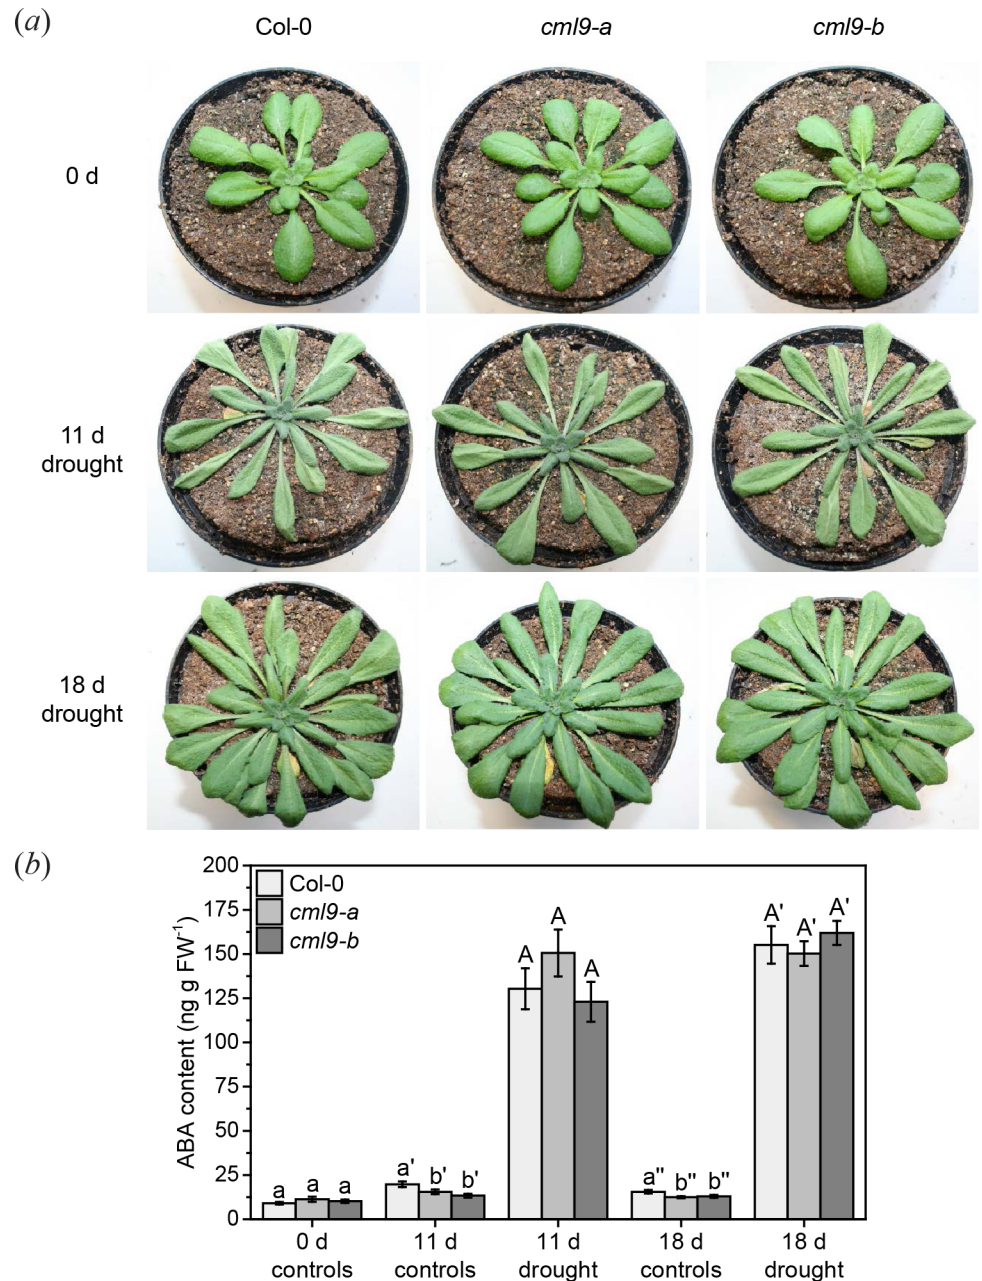 (a)
Col-0
cml9-a
cml9-b
0 d
11 d
drought
18 d
drought
(b)
200
175
150
125
100
75
50
25
0
ABA content (ng g FW-1)
Col-0
cml9-a
cml9-b
a
a
a
a'
b'
b'
A
A
A
a''
b''
b''
A'
A'
A'
0 d
controls
11 d
controls
11 d
drought
18 d
controls
18 d
drought